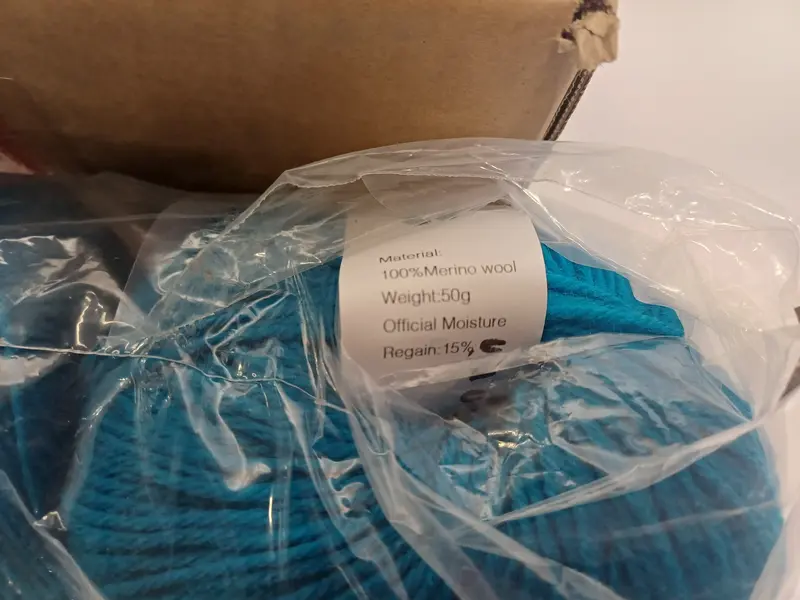 Material:
100%Merino wool
Weight:50g
Official Moisture
Regain:15%